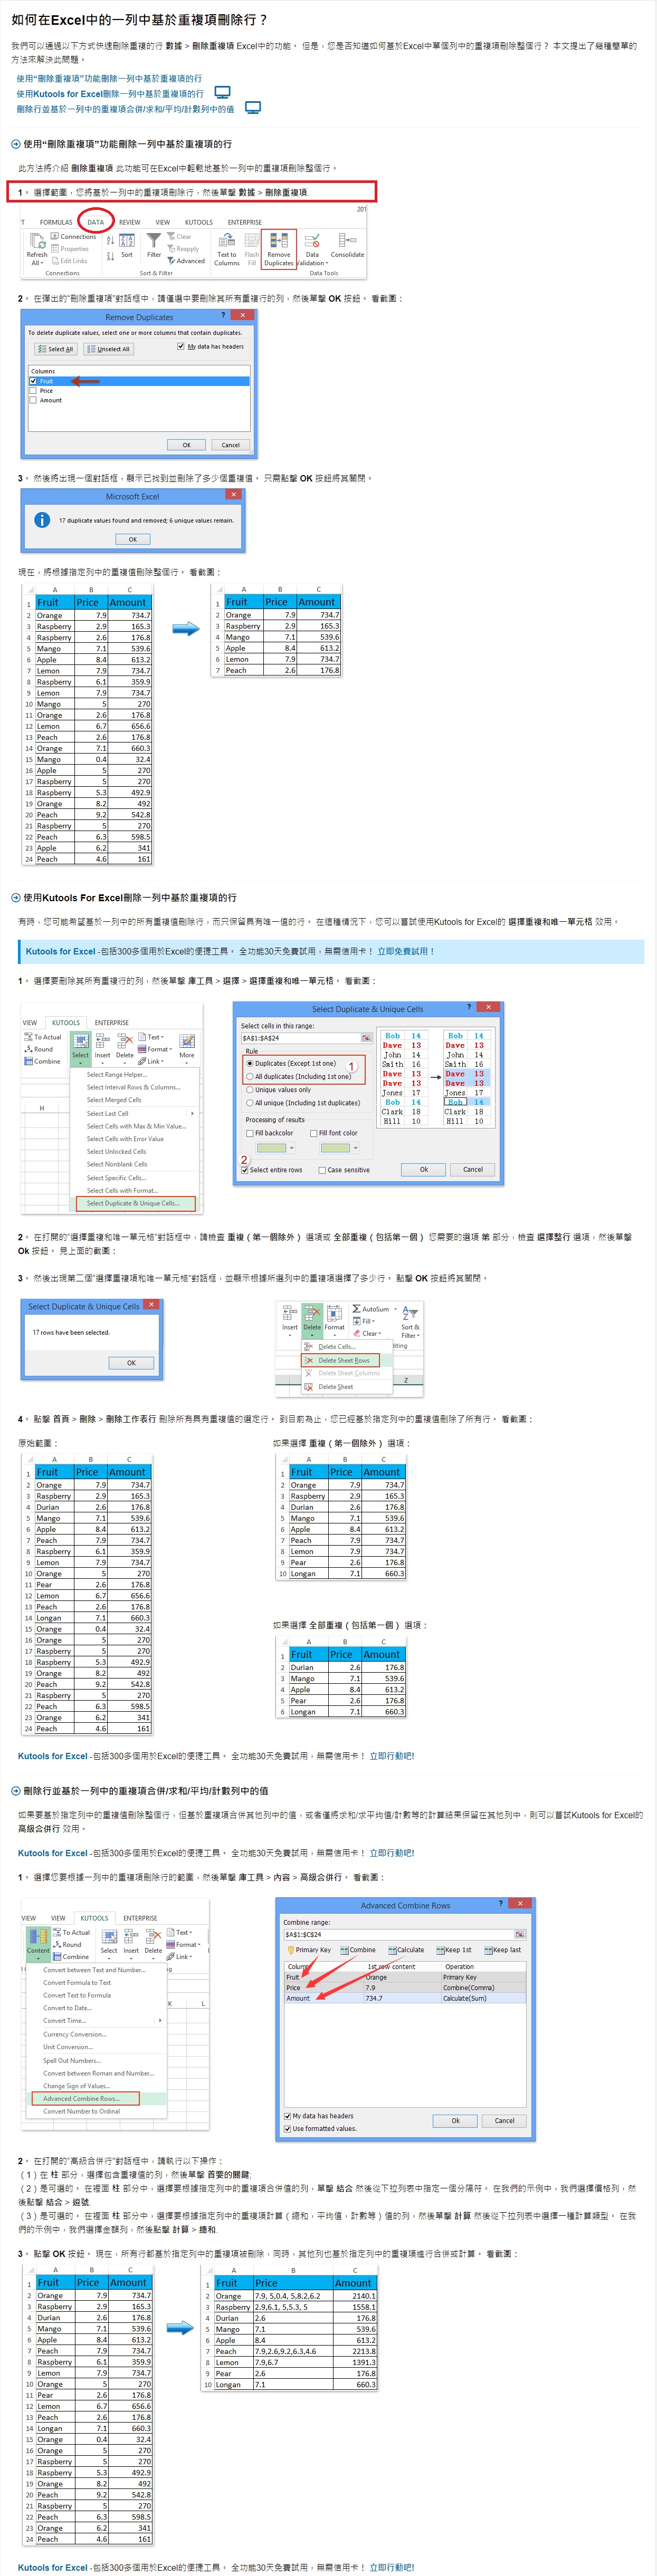 如何在Excel中的一列中基於重複項刪除行？
我們可以通過以下方式快速刪除重複的行 數據 > 刪除重複項 Excel中的功能。 但是，您是否知道如何基於Excel中單個列中的重複項刪除整個行？ 本文提出了幾種簡單的
方法來解決此問題。
使用“刪除重複項”功能刪除一列中基於重複項的行
使用Kutools for Excel刪除一列中基於重複項的行
刪除行並基於一列中的重複項合併/求和/平均/計數列中的值
使用“刪除重複項”功能刪除一列中基於重複項的行
此方法將介紹 刪除重複項 此功能可在Excel中輕鬆地基於一列中的重複項刪除整個行。
1。 選擇範圍，您將基於一列中的重複項刪除行，然後單擊 數據 > 刪除重複項.
201
T FORMULAS DATA REVIEW VIEW KUTOOLS ENTERPRISE
Connections Clear
Properties Reapply
Edit Links Advanced
Refresh All Sort Filter Text to Columns Flash Fill Remove Duplicates Data Validation Consolidate
Connections Sort & Filter Data Tools
2。 在彈出的“刪除重複項”對話框中，請僅選中要刪除其所有重複行的列，然後單擊 OK 按鈕。 看截圖：
Remove Duplicates
To delete duplicate values, select one or more columns that contain duplicates.
Select All Unselect All My data has headers
Columns
Fruit
Price
Amount
OK Cancel
3。 然後將出現一個對話框，顯示已找到並刪除了多少個重複值。 只需點擊 OK 按鈕將其關閉。
Microsoft Excel
17 duplicate values found and removed; 6 unique values remain.
OK
現在，將根據指定列中的重複值刪除整個行。 看截圖：
A B C A B C
1 Fruit Price Amount 1 Fruit Price Amount
2 Orange 7.9 734.7 2 Orange 7.9 734.7
3 Raspberry 2.9 165.3 3 Raspberry 2.9 165.3
4 Raspberry 2.6 176.8 4 Mango 7.1 539.6
5 Mango 7.1 539.6 5 Apple 8.4 613.2
6 Apple 8.4 613.2 6 Lemon 7.9 734.7
7 Lemon 7.9 734.7 7 Peach 2.6 176.8
8 Raspberry 6.1 359.9
9 Lemon 7.9 734.7
10 Mango 5 270
11 Orange 2.6 176.8
12 Lemon 6.7 656.6
13 Peach 2.6 176.8
14 Orange 7.1 660.3
15 Mango 0.4 32.4
16 Apple 5 270
17 Raspberry 5 270
18 Raspberry 5.3 492.9
19 Orange 8.2 492
20 Peach 9.2 542.8
21 Raspberry 5 270
22 Peach 6.3 598.5
23 Apple 6.2 341
24 Peach 4.6 161
使用Kutools For Excel刪除一列中基於重複項的行
有時，您可能希望基於一列中的所有重複值刪除行，而只保留具有唯一值的行。 在這種情況下，您可以嘗試使用Kutools for Excel的 選擇重複和唯一單元格 效用。
Kutools for Excel -包括300多個用於Excel的便捷工具。 全功能30天免費試用，無需信用卡！ 立即免費試用！
1。 選擇要刪除其所有重複行的列，然後單擊 庫工具 > 選擇 > 選擇重複和唯一單元格。 看截圖：
VIEW KUTOOLS ENTERPRISE
To Actual
Round
Combine
Select Insert Delete
Text
Format
Link
More
Select Range Helper...
Select Interval Rows & Columns...
Select Merged Cells
Select Last Cell
Select Cells with Max & Min Value...
Select Cells with Error Value
Select Unlocked Cells
Select Nonblank Cells
Select Specific Cells...
Select Cells with Format...
Select Duplicate & Unique Cells...
H
Select Duplicate & Unique Cells
Select cells in this range:
$A$1:$A$24
Rule
Duplicates (Except 1st one) 1
All duplicates (Including 1st one)
Unique values only
All unique (Including 1st duplicates)
Processing of results
Fill backcolor Fill font color
2
Select entire rows Case sensitive
Ok Cancel
Bob 14 Bob 14
Dave 13 Dave 13
John 14 John 14
Smith 16 Smith 16
Dave 13 Dave 13
Dave 13 Dave 13
Jones 17 Jones 17
Bob 14 Bob 14
Clark 18 Clark 18
Hill 10 Hill 10
2。 在打開的“選擇重複和唯一單元格”對話框中，請檢查 重複（第一個除外） 選項或 全部重複（包括第一個） 您需要的選項 第 部分，檢查 選擇整行 選項，然後單擊
Ok 按鈕。 見上面的截圖：
3。 然後出現第二個“選擇重複項和唯一單元格”對話框，並顯示根據所選列中的重複項選擇了多少行。 點擊 OK 按鈕將其關閉。
Select Duplicate & Unique Cells
17 rows have been selected.
OK
Insert Delete Format
AutoSum
Fill
Clear
Sort & Filter
Delete Cells...
Delete Sheet Rows
Delete Sheet Columns
Delete Sheet
iting
Z
4。 點擊 首頁 > 刪除 > 刪除工作表行 刪除所有具有重複值的選定行。 到目前為止，您已經基於指定列中的重複值刪除了所有行。 看截圖：
原始範圍： 如果選擇 重複（第一個除外） 選項：
A B C A B C
1 Fruit Price Amount 1 Fruit Price Amount
2 Orange 7.9 734.7 2 Orange 7.9 734.7
3 Raspberry 2.9 165.3 3 Raspberry 2.9 165.3
4 Durian 2.6 176.8 4 Durian 2.6 176.8
5 Mango 7.1 539.6 5 Mango 7.1 539.6
6 Apple 8.4 613.2 6 Apple 8.4 613.2
7 Peach 7.9 734.7 7 Peach 7.9 734.7
8 Raspberry 6.1 359.9 8 Lemon 7.9 734.7
9 Lemon 7.9 734.7 9 Pear 2.6 176.8
10 Orange 5 270 10 Longan 7.1 660.3
11 Pear 2.6 176.8
12 Lemon 6.7 656.6
13 Peach 2.6 176.8
14 Longan 7.1 660.3
15 Orange 0.4 32.4
16 Orange 5 270
17 Raspberry 5 270
18 Raspberry 5.3 492.9
19 Orange 8.2 492
20 Peach 9.2 542.8
21 Raspberry 5 270
22 Peach 6.3 598.5
23 Orange 6.2 341
24 Peach 4.6 161
如果選擇 全部重複（包括第一個） 選項：
A B C
1 Fruit Price Amount
2 Durian 2.6 176.8
3 Mango 7.1 539.6
4 Apple 8.4 613.2
5 Pear 2.6 176.8
6 Longan 7.1 660.3
Kutools for Excel -包括300多個用於Excel的便捷工具。 全功能30天免費試用，無需信用卡！ 立即行動吧!
刪除行並基於一列中的重複項合併/求和/平均/計數列中的值
如果要基於指定列中的重複值刪除整個行，但基於重複項合併其他列中的值，或者僅將求和/求平均值/計數等的計算結果保留在其他列中，則可以嘗試Kutools for Excel的
高級合併行 效用。
Kutools for Excel -包括300多個用於Excel的便捷工具。 全功能30天免費試用，無需信用卡！ 立即行動吧!
1。 選擇您要根據一列中的重複項刪除行的範圍，然後單擊 庫工具 > 內容 > 高級合併行。 看截圖：
VIEW VIEW KUTOOLS ENTERPRISE
Content
To Actual
Round
Combine
Select Insert Delete
Text
Format
Link
Convert between Text and Number...
Convert Formula to Text
Convert Text to Formula
Convert to Date...
Convert Time...
Currency Conversion...
Unit Conversion...
Spell Out Numbers...
Convert between Roman and Number...
Change Sign of Values...
Advanced Combine Rows...
Convert Number to Ordinal
K L
Advanced Combine Rows
Combine range:
$A$1:$C$24
Primary Key Combine Calculate Keep 1st Keep last
Column 1st row content Operation
Fruit Orange Primary Key
Price 7.9 Combine(Comma)
Amount 734.7 Calculate(Sum)
My data has headers
Use formatted values.
Ok Cancel
2。 在打開的“高級合併行”對話框中，請執行以下操作：
（1）在 柱 部分，選擇包含重複值的列，然後單擊 首要的關鍵;
（2）是可選的。 在裡面 柱 部分中，選擇要根據指定列中的重複項合併值的列，單擊 結合 然後從下拉列表中指定一個分隔符。 在我們的示例中，我們選擇價格列，然
後點擊 結合 > 逗號.
（3）是可選的。 在裡面 柱 部分中，選擇要根據指定列中的重複項計算（總和，平均值，計數等）值的列，然後單擊 計算 然後從下拉列表中選擇一種計算類型。 在我
們的示例中，我們選擇金額列，然後點擊 計算 > 總和.
3。 點擊 OK 按鈕。 現在，所有行都基於指定列中的重複項被刪除，同時，其他列也基於指定列中的重複項進行合併或計算。 看截圖：
A B C A B C
1 Fruit Price Amount 1 Fruit Price Amount
2 Orange 7.9 734.7 2 Orange 7.9, 5,0.4, 5,8.2,6.2 2140.1
3 Raspberry 2.9 165.3 3 Raspberry 2.9,6.1, 5,5.3, 5 1558.1
4 Durian 2.6 176.8 4 Durian 2.6 176.8
5 Mango 7.1 539.6 5 Mango 7.1 539.6
6 Apple 8.4 613.2 6 Apple 8.4 613.2
7 Peach 7.9 734.7 7 Peach 7.9,2.6,9.2,6.3,4.6 2213.8
8 Raspberry 6.1 359.9 8 Lemon 7.9,6.7 1391.3
9 Lemon 7.9 734.7 9 Pear 2.6 176.8
10 Orange 5 270 10 Longan 7.1 660.3
11 Pear 2.6 176.8
12 Lemon 6.7 656.6
13 Peach 2.6 176.8
14 Longan 7.1 660.3
15 Orange 0.4 32.4
16 Orange 5 270
17 Raspberry 5 270
18 Raspberry 5.3 492.9
19 Orange 8.2 492
20 Peach 9.2 542.8
21 Raspberry 5 270
22 Peach 6.3 598.5
23 Orange 6.2 341
24 Peach 4.6 161
Kutools for Excel -包括300多個用於Excel的便捷工具。 全功能30天免費試用，無需信用卡！ 立即行動吧!